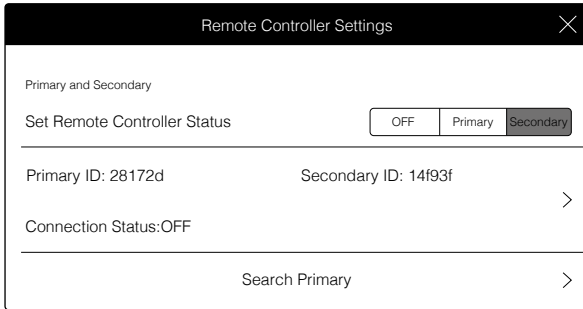 Remote Controller Settings
Primary and Secondary
Set Remote Controller Status OFF Primary Secondary
Primary ID: 28172d Secondary ID: 14f93f
Connection Status:OFF
Search Primary